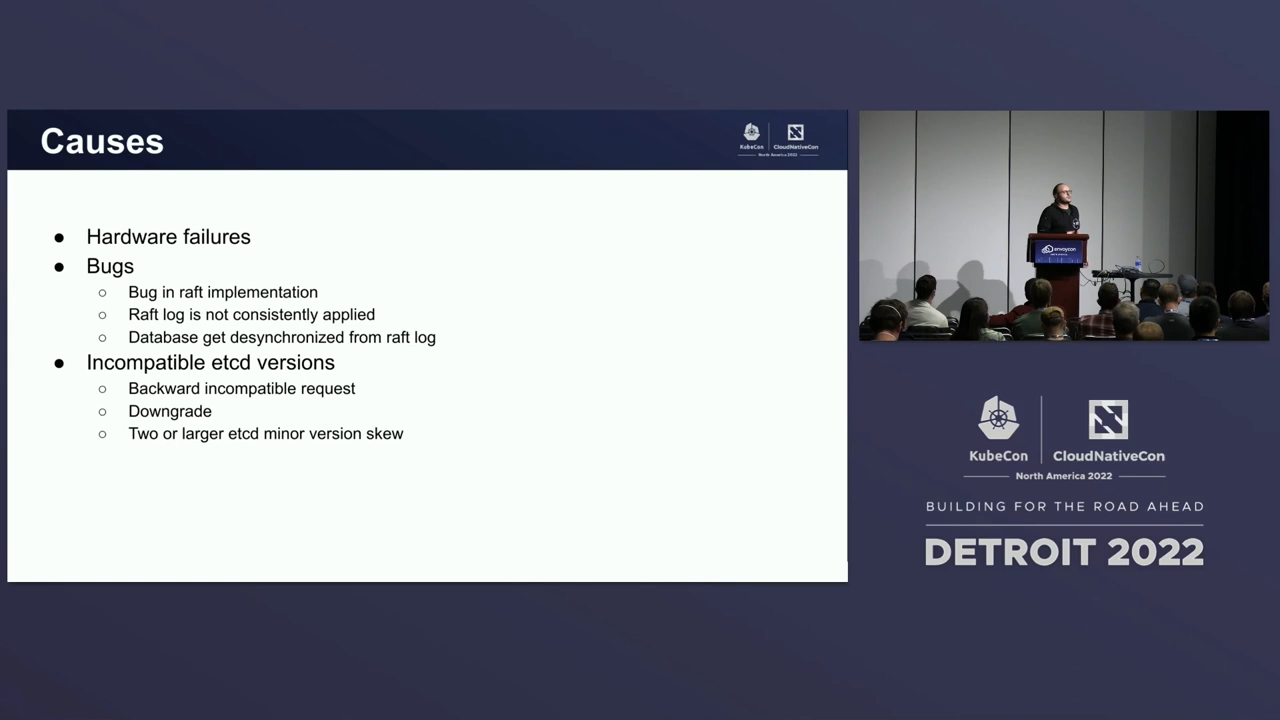 Causes
KubeCon
CloudNativeCon
North America 2022
● Hardware failures
● Bugs
○ Bug in raft implementation
○ Raft log is not consistently applied
○ Database get desynchronized from raft log
● Incompatible etcd versions
○ Backward incompatible request
○ Downgrade
○ Two or larger etcd minor version skew
envoycon
KubeCon
CloudNativeCon
North America 2022
BUILDING FOR THE ROAD AHEAD
DETROIT 2022